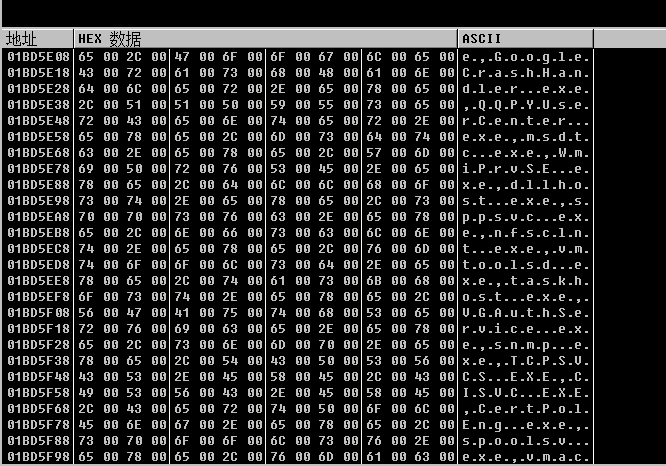 地址 HEX 数据 ASCII
01BD5E08 65 00 2C 00 47 00 6F 00 6F 00 67 00 6C 00 65 00 e.,.G.o.o.g.l.e.
01BD5E18 43 00 72 00 61 00 73 00 68 00 48 00 61 00 6E 00 C.r.a.s.h.H.a.n.
01BD5E28 64 00 6C 00 65 00 72 00 2E 00 65 00 78 00 65 00 d.l.e.r...e.x.e.
01BD5E38 2C 00 51 00 51 00 50 00 59 00 55 00 73 00 65 00 ,.Q.Q.P.Y.U.s.e.
01BD5E48 72 00 43 00 65 00 6E 00 74 00 65 00 72 00 2E 00 r.C.e.n.t.e.r...
01BD5E58 65 00 78 00 65 00 2C 00 6D 00 73 00 64 00 74 00 e.x.e.,.m.s.d.t.
01BD5E68 63 00 2E 00 65 00 78 00 65 00 2C 00 57 00 6D 00 c...e.x.e.,.W.m.
01BD5E78 69 00 50 00 72 00 76 00 53 00 45 00 2E 00 65 00 i.P.r.v.S.E...e.
01BD5E88 78 00 65 00 2C 00 64 00 6C 00 6C 00 68 00 6F 00 x.e.,.d.l.l.h.o.
01BD5E98 73 00 74 00 2E 00 65 00 78 00 65 00 2C 00 73 00 s.t...e.x.e.,.s.
01BD5EA8 70 00 70 00 73 00 76 00 63 00 2E 00 65 00 78 00 p.p.s.v.c...e.x.
01BD5EB8 65 00 2C 00 6E 00 66 00 73 00 63 00 6C 00 6E 00 e.,.n.f.s.c.l.n.
01BD5EC8 74 00 2E 00 65 00 78 00 65 00 2C 00 76 00 6D 00 t...e.x.e.,.v.m.
01BD5ED8 74 00 6F 00 6F 00 6C 00 73 00 64 00 2E 00 65 00 t.o.o.l.s.d...e.
01BD5EE8 78 00 65 00 2C 00 74 00 61 00 73 00 6B 00 68 00 x.e.,.t.a.s.k.h.
01BD5EF8 6F 00 73 00 74 00 2E 00 65 00 78 00 65 00 2C 00 o.s.t...e.x.e.,.
01BD5F08 56 00 47 00 41 00 75 00 74 00 68 00 53 00 65 00 V.G.A.u.t.h.S.e.
01BD5F18 72 00 76 00 69 00 63 00 65 00 2E 00 65 00 78 00 r.v.i.c.e...e.x.
01BD5F28 65 00 2C 00 73 00 6E 00 6D 00 70 00 2E 00 65 00 e.,.s.n.m.p...e.
01BD5F38 78 00 65 00 2C 00 54 00 43 00 50 00 53 00 56 00 x.e.,.T.C.P.S.V.
01BD5F48 43 00 53 00 2E 00 45 00 58 00 45 00 2C 00 43 00 C.S...E.X.E.,.C.
01BD5F58 49 00 53 00 56 00 43 00 2E 00 45 00 58 00 45 00 I.S.V.C...E.X.E.
01BD5F68 2C 00 43 00 65 00 72 00 74 00 50 00 6F 00 6C 00 ,.C.e.r.t.P.o.l.
01BD5F78 45 00 6E 00 67 00 2E 00 65 00 78 00 65 00 2C 00 E.n.g...e.x.e.,.
01BD5F88 73 00 70 00 6F 00 6F 00 6C 00 73 00 76 00 2E 00 s.p.o.o.l.s.v...
01BD5F98 65 00 78 00 65 00 2C 00 76 00 6D 00 61 00 63 00 e.x.e.,.v.m.a.c.